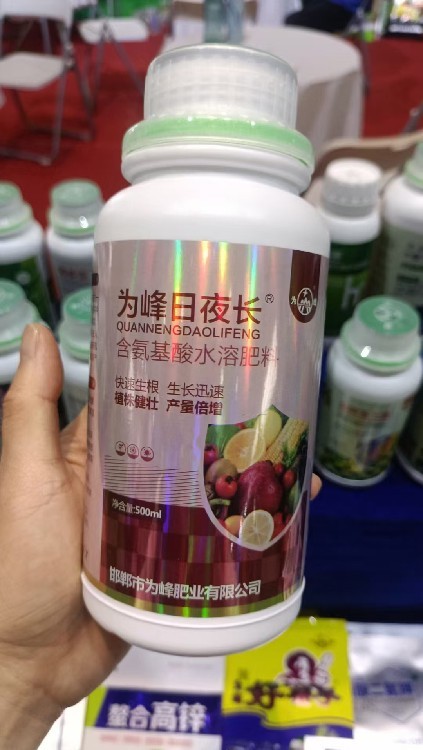 为峰日夜长®
QUANNENGDAOLIFENG
含氨基酸水溶肥料
快速生根 生长迅速
植株健壮 产量倍增
净含量:500ml
邯郸市为峰肥业有限公司
螯合高锌